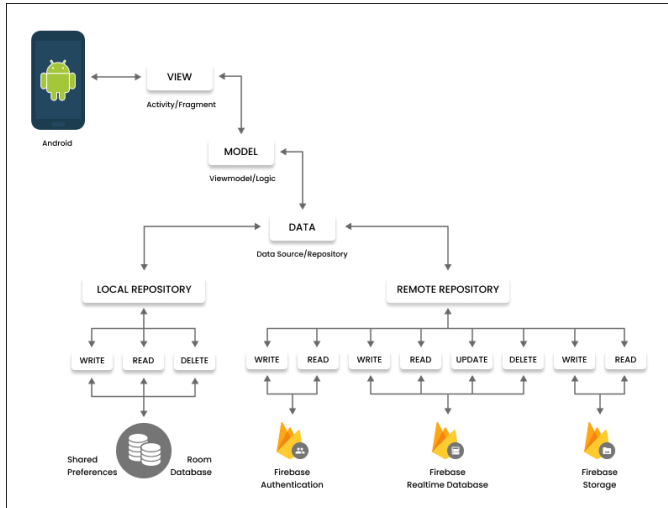 VIEW
Activity/Fragment
Android
MODEL
Viewmodel/Logic
DATA
Data Source/Repository
LOCAL REPOSITORY
REMOTE REPOSITORY
WRITE
READ
DELETE
WRITE
READ
WRITE
READ
UPDATE
DELETE
WRITE
READ
Shared
Preferences
Room
Database
Firebase
Authentication
Firebase
Realtime Database
Firebase
Storage